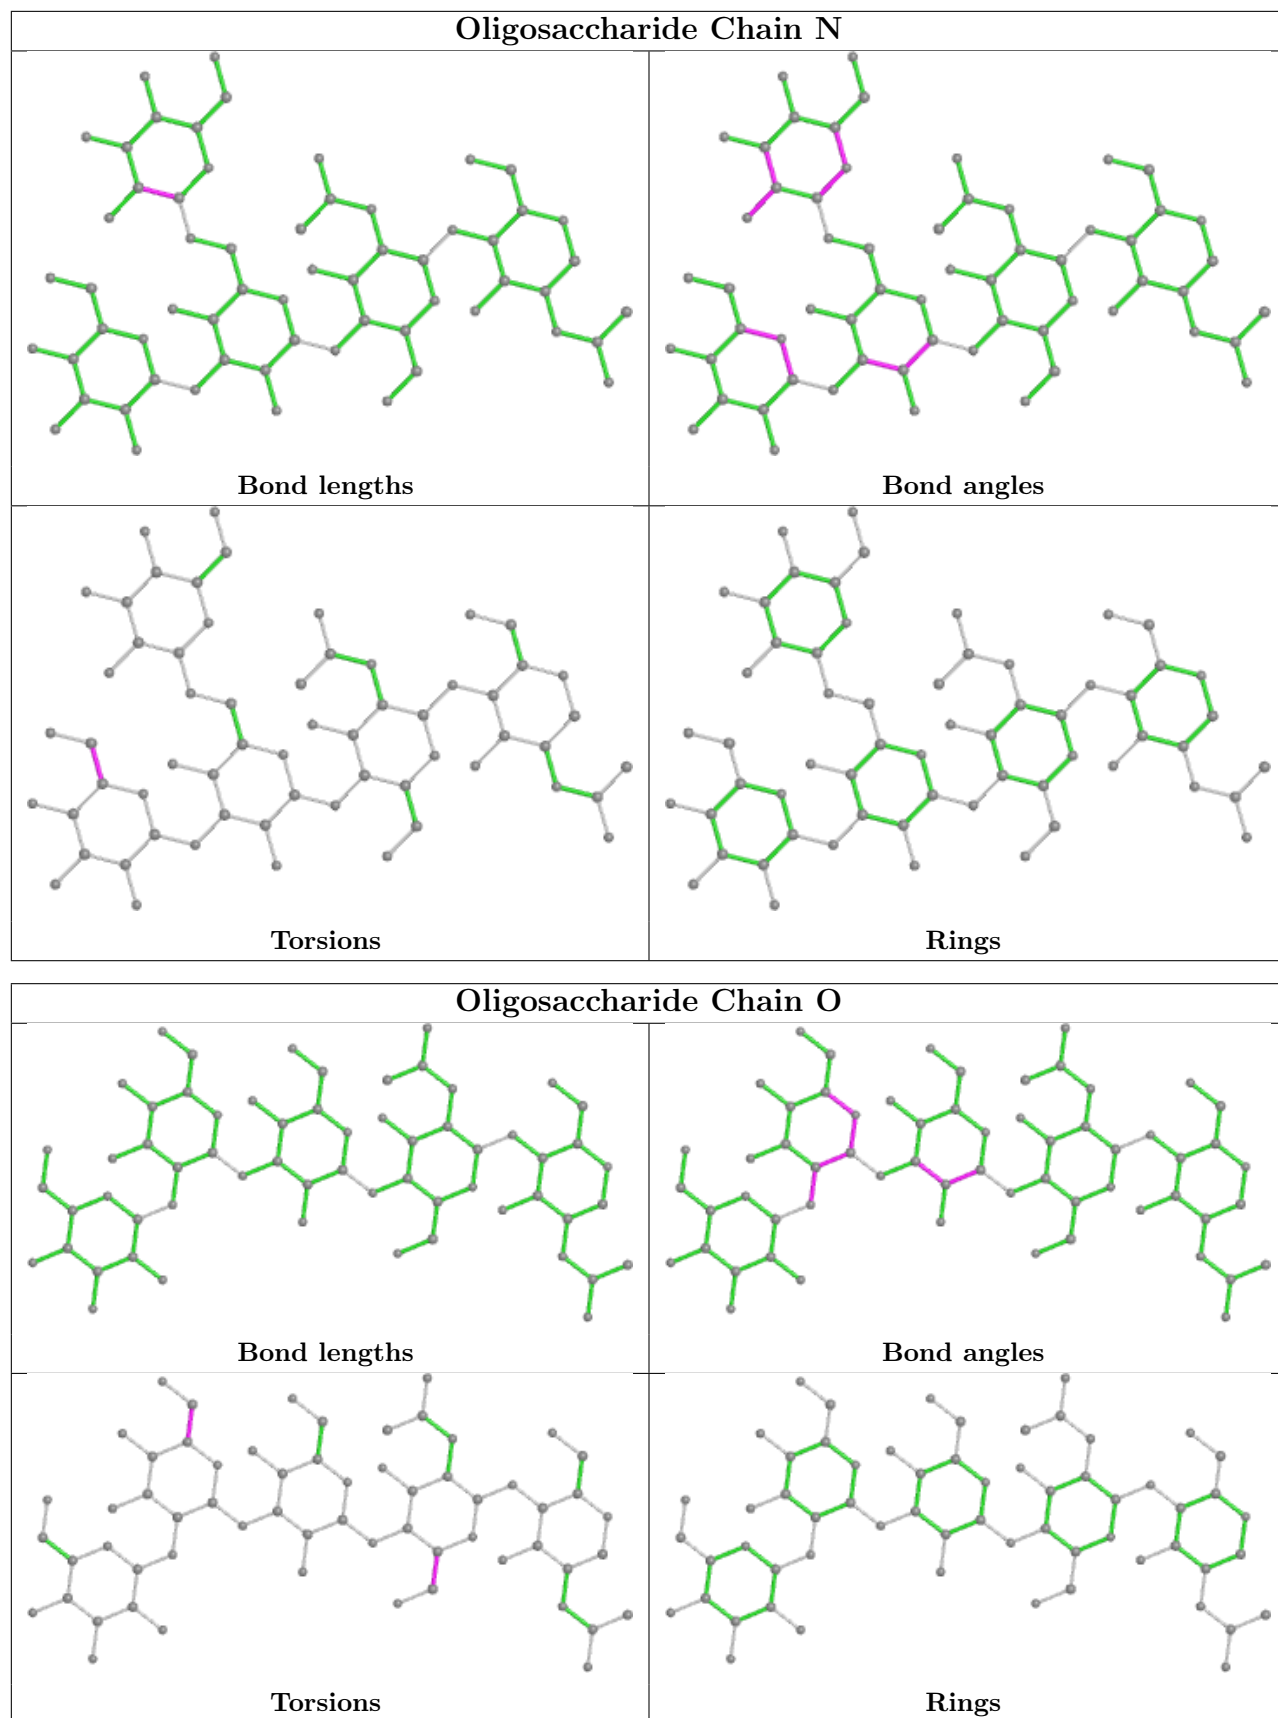 Oligosaccharide Chain N
Bond lengths
Bond angles
Torsions
Rings
Oligosaccharide Chain O
Bond lengths
Bond angles
Torsions
Rings